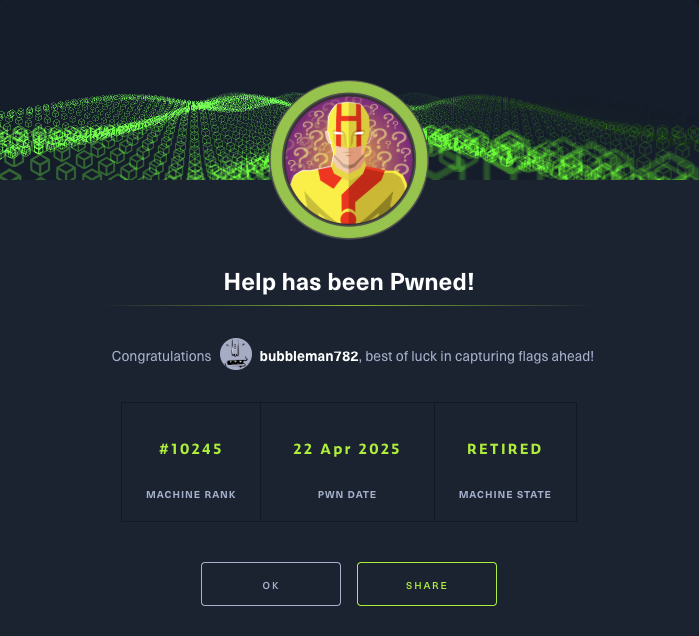 H
Help has been Pwned!
Congratulations bubbleman782, best of luck in capturing flags ahead!
#10245 22 Apr 2025 RETIRED
MACHINE RANK PWN DATE MACHINE STATE
OK SHARE